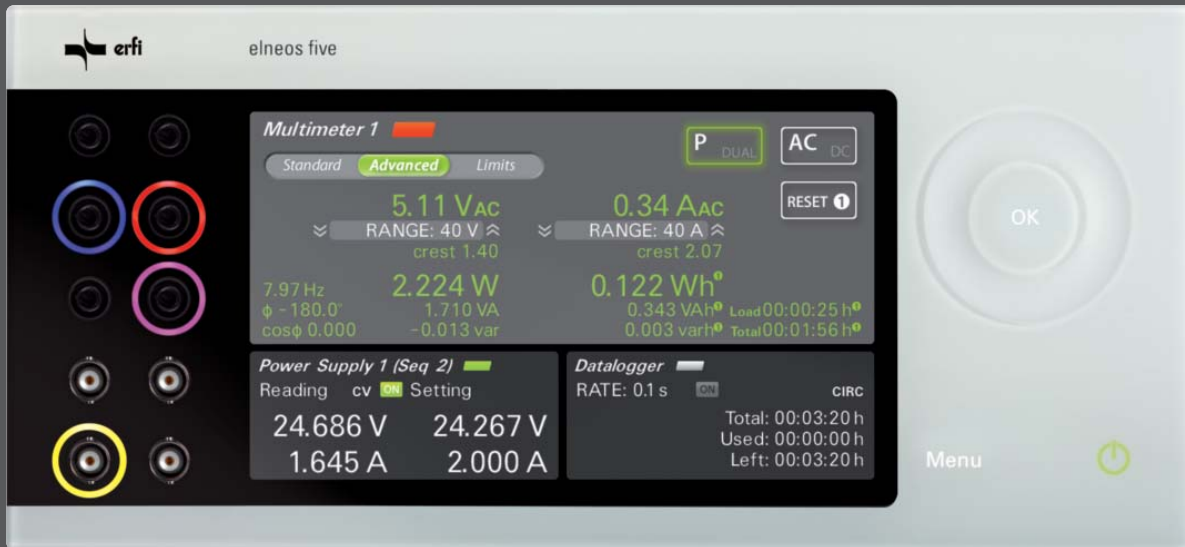 erfi
elneos five
Multimeter 1
P DUAL
AC DC
Standard Advanced Limits
RESET 1
5.11 VAC 0.34 AAC
RANGE: 40 V RANGE: 40 A
crest 1.40 crest 2.07
7.97 Hz 2.224 W 0.122 Wh
ϕ - 180.0° 1.710 VA 0.343 VAh Load 00:00:25 h
cosϕ 0.000 -0.013 var 0.003 varh Total 00:01:56 h
OK
Power Supply 1 (Seq 2)
Reading cv ON Setting
24.686 V 24.267 V
1.645 A 2.000 A
Datalogger
RATE: 0.1 s ON CIRC
Total: 00:03:20 h
Used: 00:00:00 h
Left: 00:03:20 h
Menu